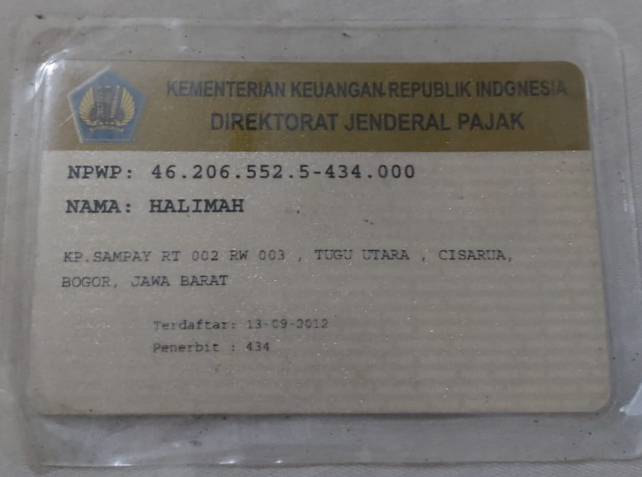 KEMENTERIAN KEUANGAN REPUBLIK INDONESIA
DIREKTORAT JENDERAL PAJAK
NPWP: 46.206.552.5-434.000
NAMA: HALIMAH
KP.SAMPAY RT 002 RW 003 , TUGU UTARA , CISARUA,
BOGOR, JAWA BARAT
Terdaftar: 13-09-2012
Penerbit : 434